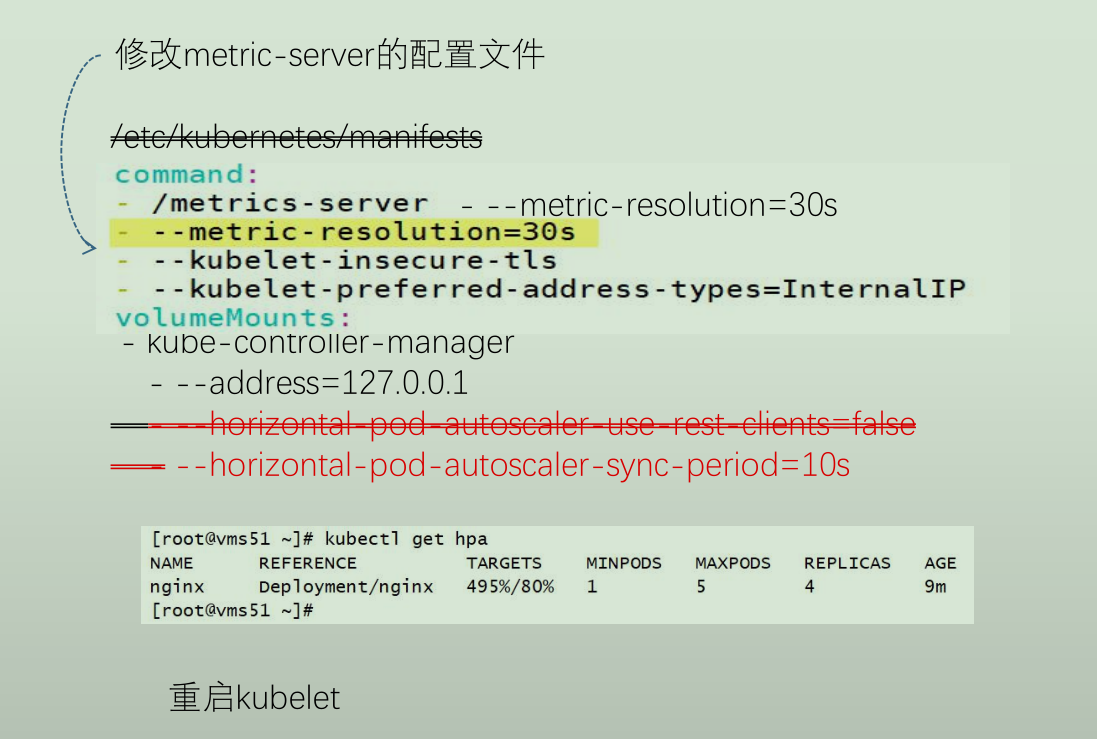 修改metric-server的配置文件
/etc/kubernetes/manifests
command:
- /metrics-server - --metric-resolution=30s
- --metric-resolution=30s
- --kubelet-insecure-tls
- --kubelet-preferred-address-types=InternalIP
volumeMounts:
- kube-controller-manager
- --address=127.0.0.1
- --horizontal-pod-autoscaler-use-rest-clients=false
- --horizontal-pod-autoscaler-sync-period=10s
[root@vms51 ~]# kubectl get hpa
NAME REFERENCE TARGETS MINPODS MAXPODS REPLICAS AGE
nginx Deployment/nginx 495%/80% 1 5 4 9m
[root@vms51 ~]#
重启kubelet